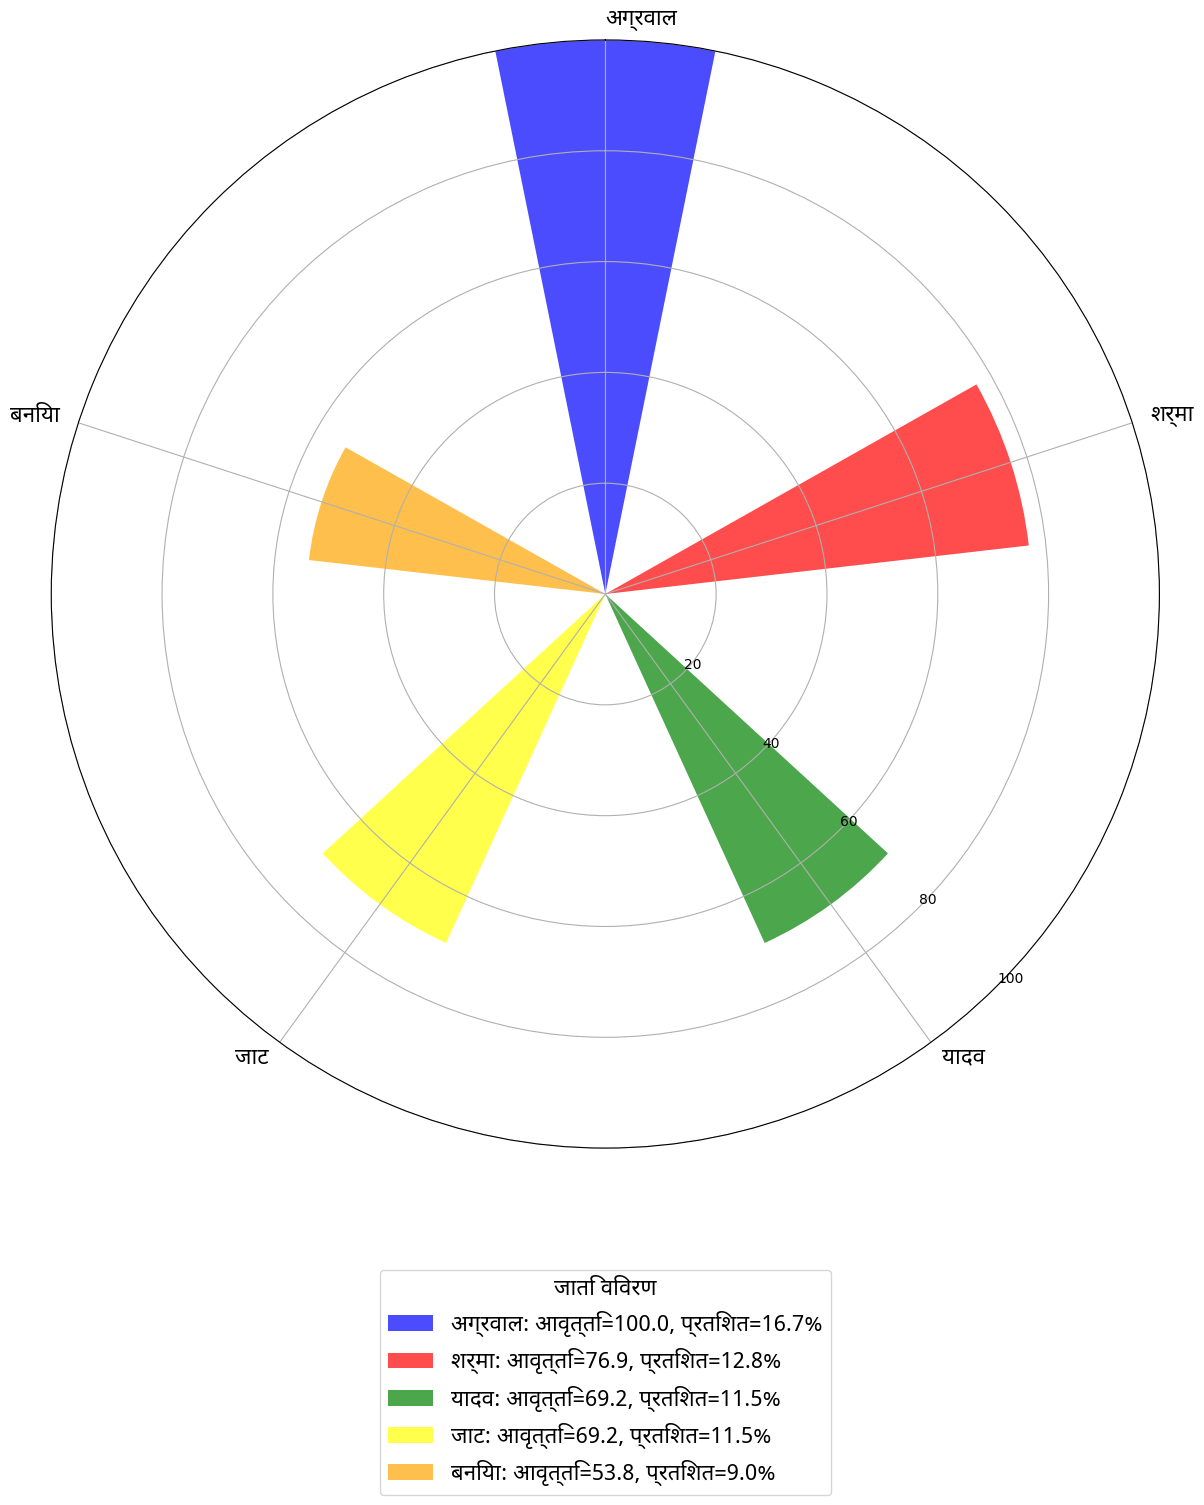 अग्रवाल
बनिया
शर्मा
20
40
60
80
100
जाट
यादव
जाति विवरण
अग्रवाल: आवृत्ति=100.0, प्रतिशत=16.7%
शर्मा: आवृत्ति=76.9, प्रतिशत=12.8%
यादव: आवृत्ति=69.2, प्रतिशत=11.5%
जाट: आवृत्ति=69.2, प्रतिशत=11.5%
बनिया: आवृत्ति=53.8, प्रतिशत=9.0%